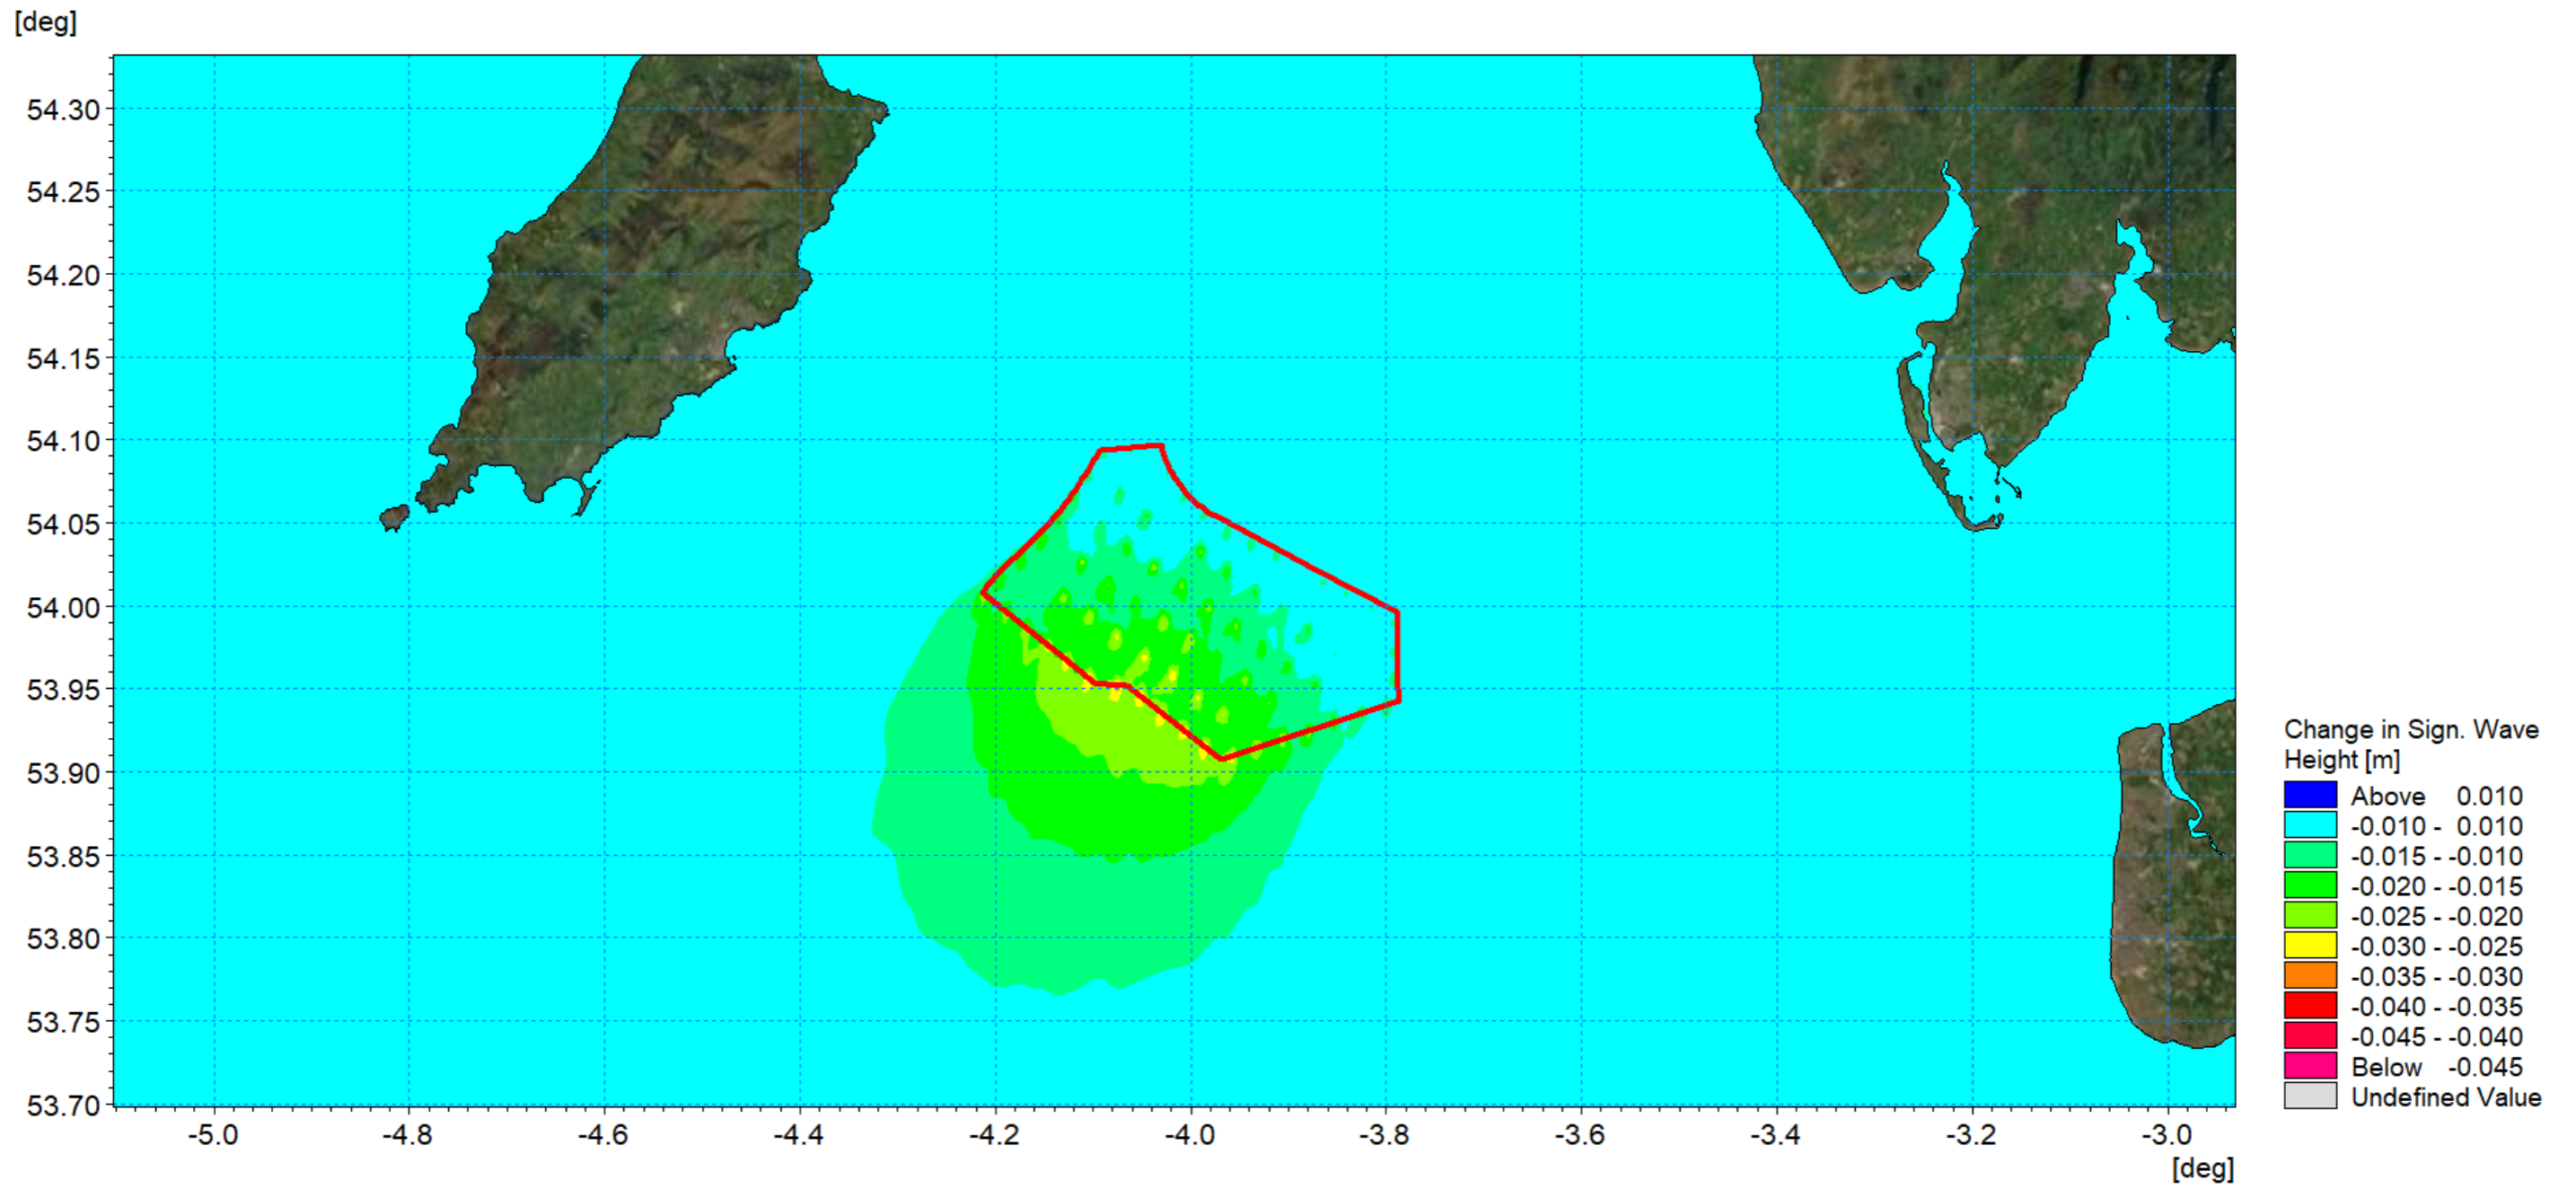 [deg]
54.30
54.25
54.20
54.15
54.10
54.05
54.00
53.95
53.90
53.85
53.80
53.75
53.70
-5.0 -4.8 -4.6 -4.4 -4.2 -4.0 -3.8 -3.6 -3.4 -3.2 -3.0
[deg]
Change in Sign. Wave
Height [m]
Above 0.010
-0.010 - 0.010
-0.015 - -0.010
-0.020 - -0.015
-0.025 - -0.020
-0.030 - -0.025
-0.035 - -0.030
-0.040 - -0.035
-0.045 - -0.040
Below -0.045
Undefined Value